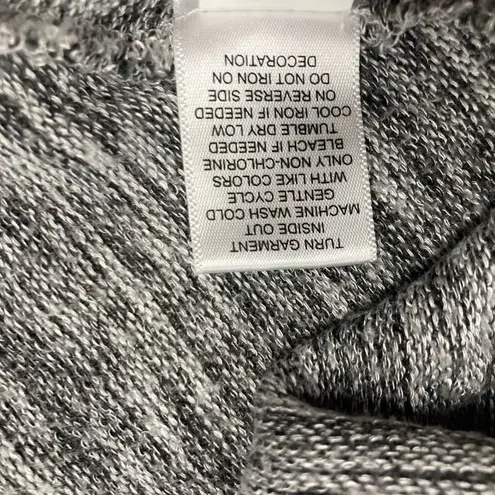 TURN GARMENT
INSIDE OUT
MACHINE WASH COLD
GENTLE CYCLE
WITH LIKE COLORS
ONLY NON-CHLORINE
BLEACH IF NEEDED
TUMBLE DRY LOW
COOL IRON IF NEEDED
ON REVERSE SIDE
DO NOT IRON ON
DECORATION